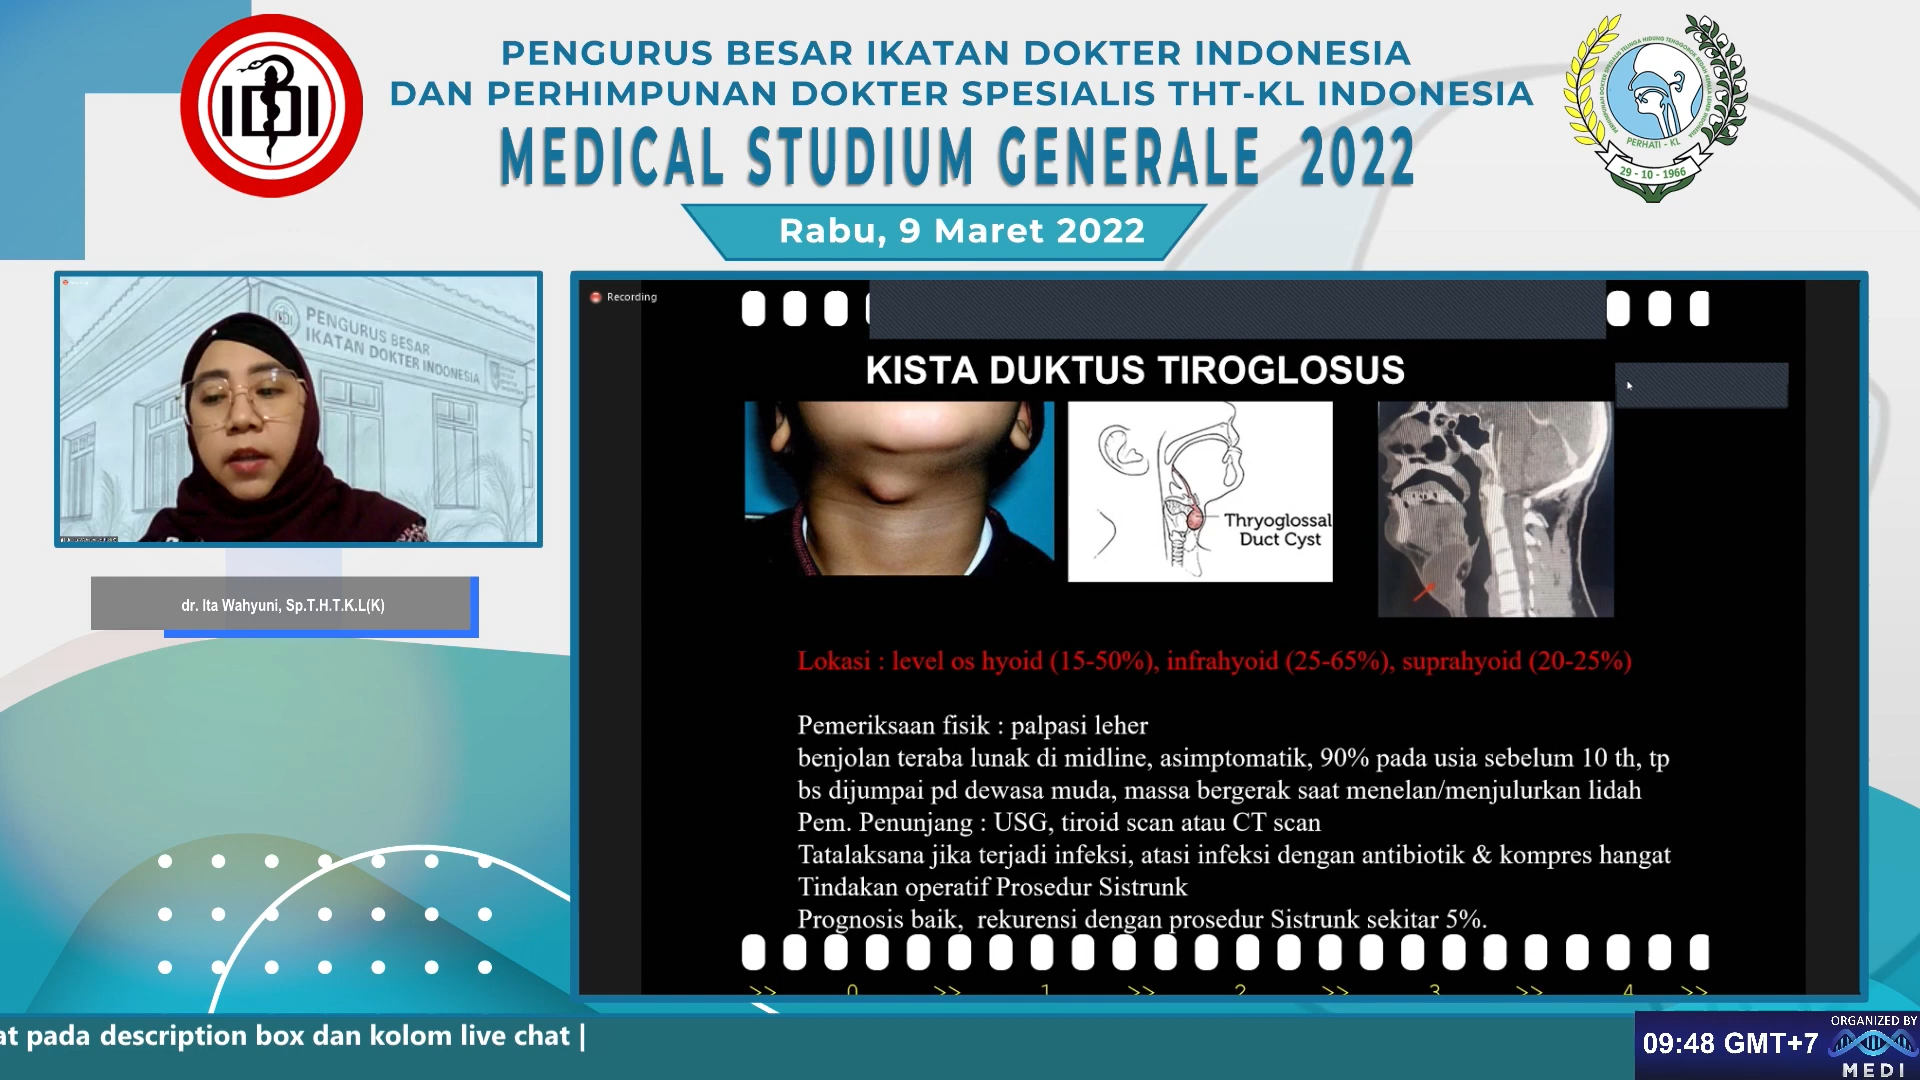 PENGURUS BESAR IKATAN DOKTER INDONESIA
DAN PERHIMPUNAN DOKTER SPESIALIS THT-KL INDONESIA
MEDICAL STUDIUM GENERALE 2022
Rabu, 9 Maret 2022
IDI
PERHATI - KL
29 - 10 - 1966
PENGURUS BESAR
IKATAN DOKTER INDONESIA
dr. Ita Wahyuni, Sp.T.H.T.K.L(K)
Recording
KISTA DUKTUS TIROGLOSUS
Thryoglossal
Duct Cyst
Lokasi : level os hyoid (15-50%), infrahyoid (25-65%), suprahyoid (20-25%)
Pemeriksaan fisik : palpasi leher
benjolan teraba lunak di midline, asimptomatik, 90% pada usia sebelum 10 th, tp
bs dijumpai pd dewasa muda, massa bergerak saat menelan/menjulurkan lidah
Pem. Penunjang : USG, tiroid scan atau CT scan
Tatalaksana jika terjadi infeksi, atasi infeksi dengan antibiotik & kompres hangat
Tindakan operatif Prosedur Sistrunk
Prognosis baik, rekurensi dengan prosedur Sistrunk sekitar 5%.
>> 0 >> 1 >> 2 >> 3 >> 4 >>
at pada description box dan kolom live chat |
09:48 GMT+7
ORGANIZED BY
MEDI